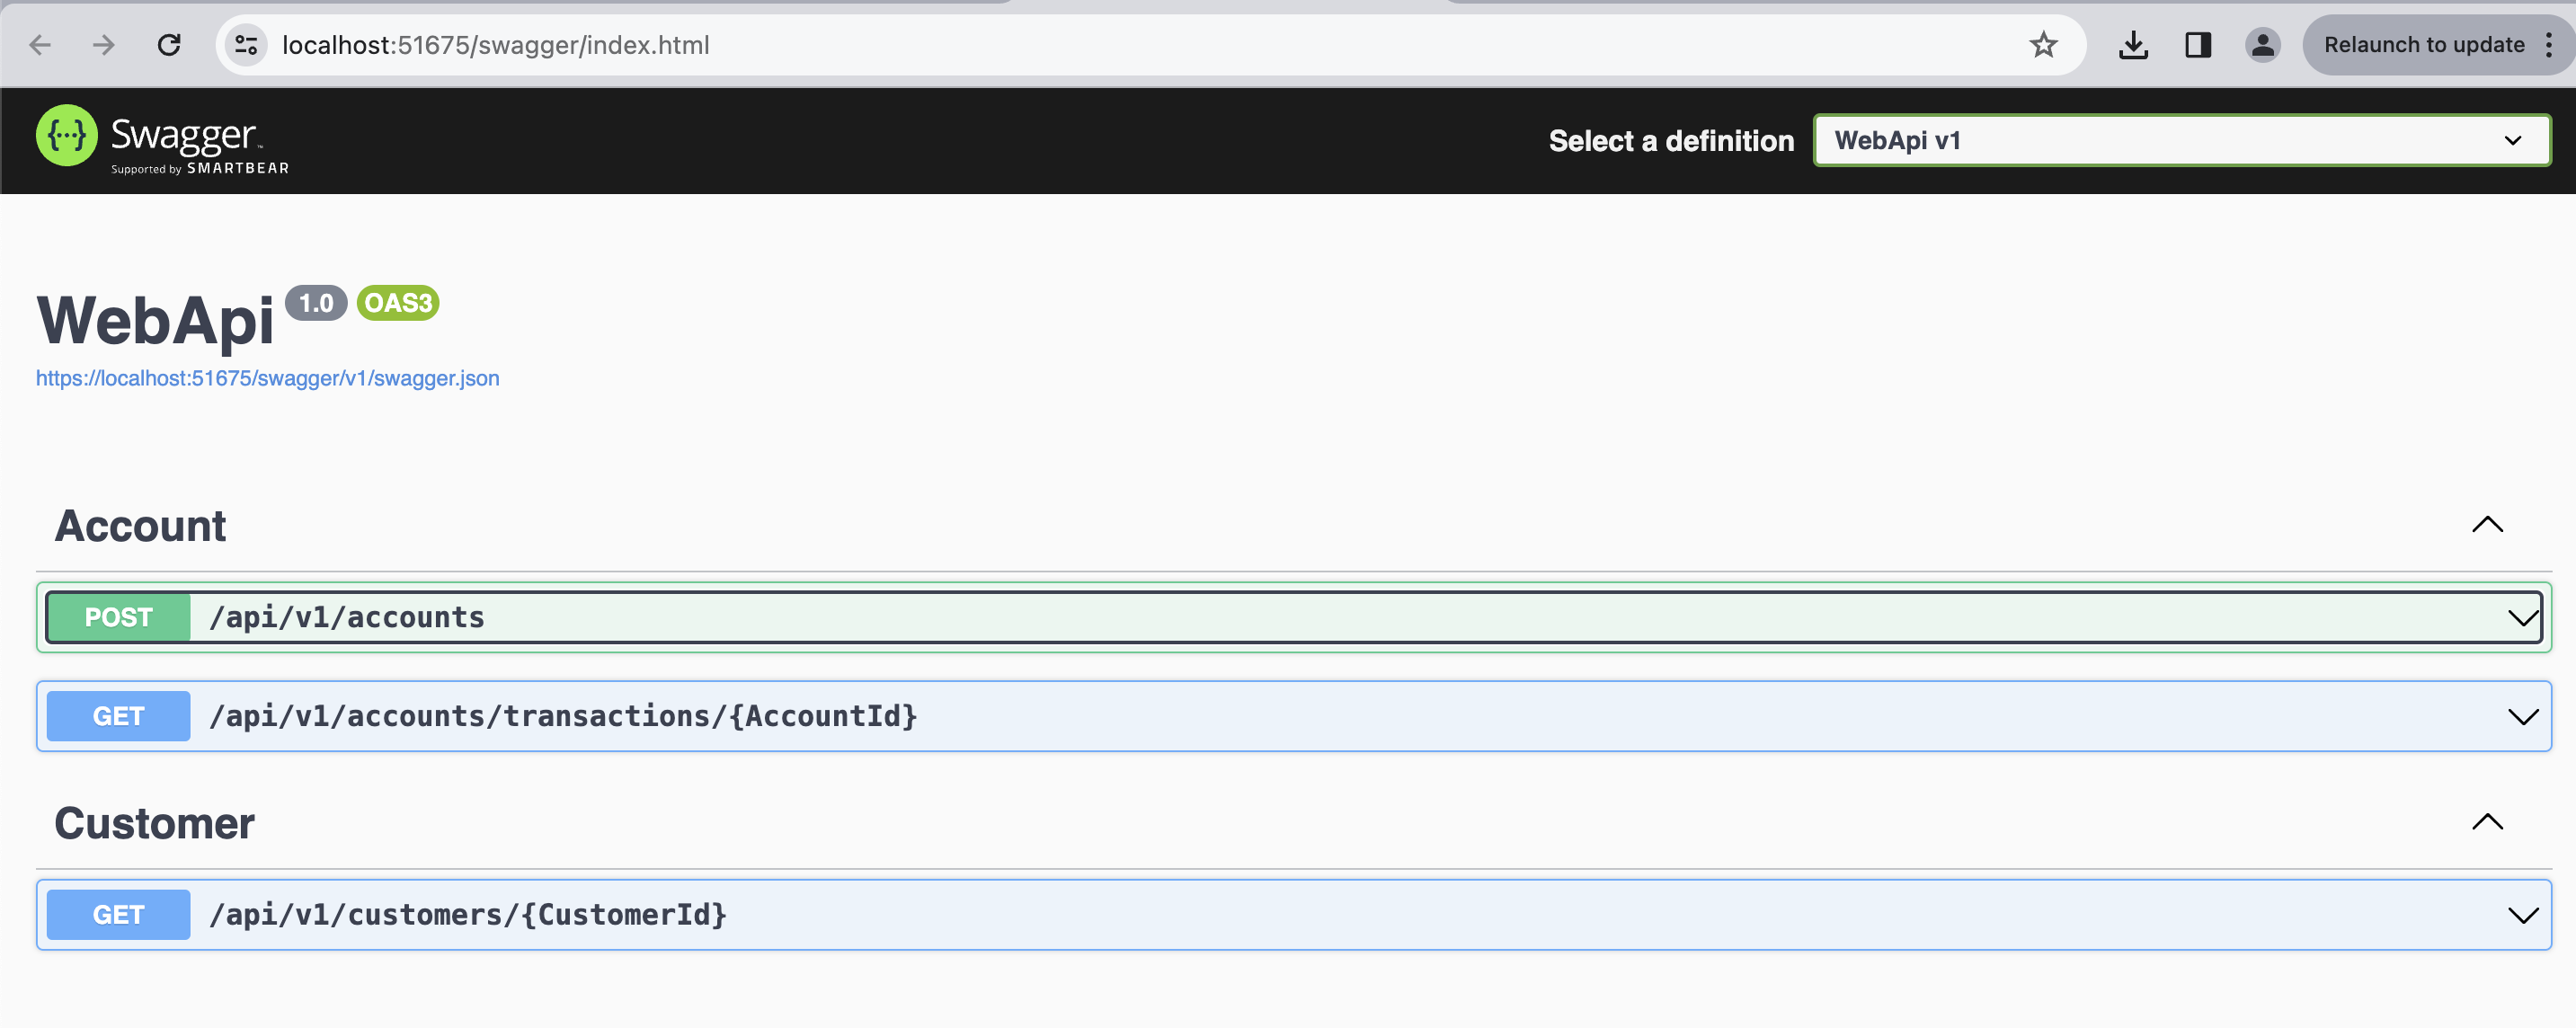 localhost:51675/swagger/index.html
Relaunch to update
{···} Swagger™
Supported by SMARTBEAR
Select a definition
WebApi v1
WebApi 1.0 OAS3
https://localhost:51675/swagger/v1/swagger.json
Account
POST /api/v1/accounts
GET /api/v1/accounts/transactions/{AccountId}
Customer
GET /api/v1/customers/{CustomerId}